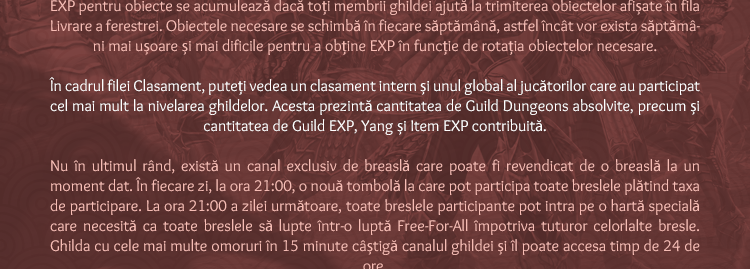 EXP pentru obiecte se acumulează dacă toți membrii ghildei ajută la trimiterea obiectelor afișate în fila
Livrare a ferestrei. Obiectele necesare se schimbă în fiecare săptămână, astfel încât vor exista săptămâ-
ni mai ușoare și mai dificile pentru a obține EXP în funcție de rotația obiectelor necesare.
În cadrul filei Clasament, puteți vedea un clasament intern și unul global al jucătorilor care au participat
cel mai mult la nivelarea ghildelor. Acesta prezintă cantitatea de Guild Dungeons absolvite, precum și
cantitatea de Guild EXP, Yang și Item EXP contribuită.
Nu în ultimul rând, există un canal exclusiv de breaslă care poate fi revendicat de o breaslă la un
moment dat. În fiecare zi, la ora 21:00, o nouă tombolă la care pot participa toate breslele plătind taxa
de participare. La ora 21:00 a zilei următoare, toate breslele participante pot intra pe o hartă specială
care necesită ca toate breslele să lupte într-o luptă Free-For-All împotriva tuturor celorlalte bresle.
Ghilda cu cele mai multe omoruri în 15 minute câștigă canalul ghildei și îl poate accesa timp de 24 de
ore.